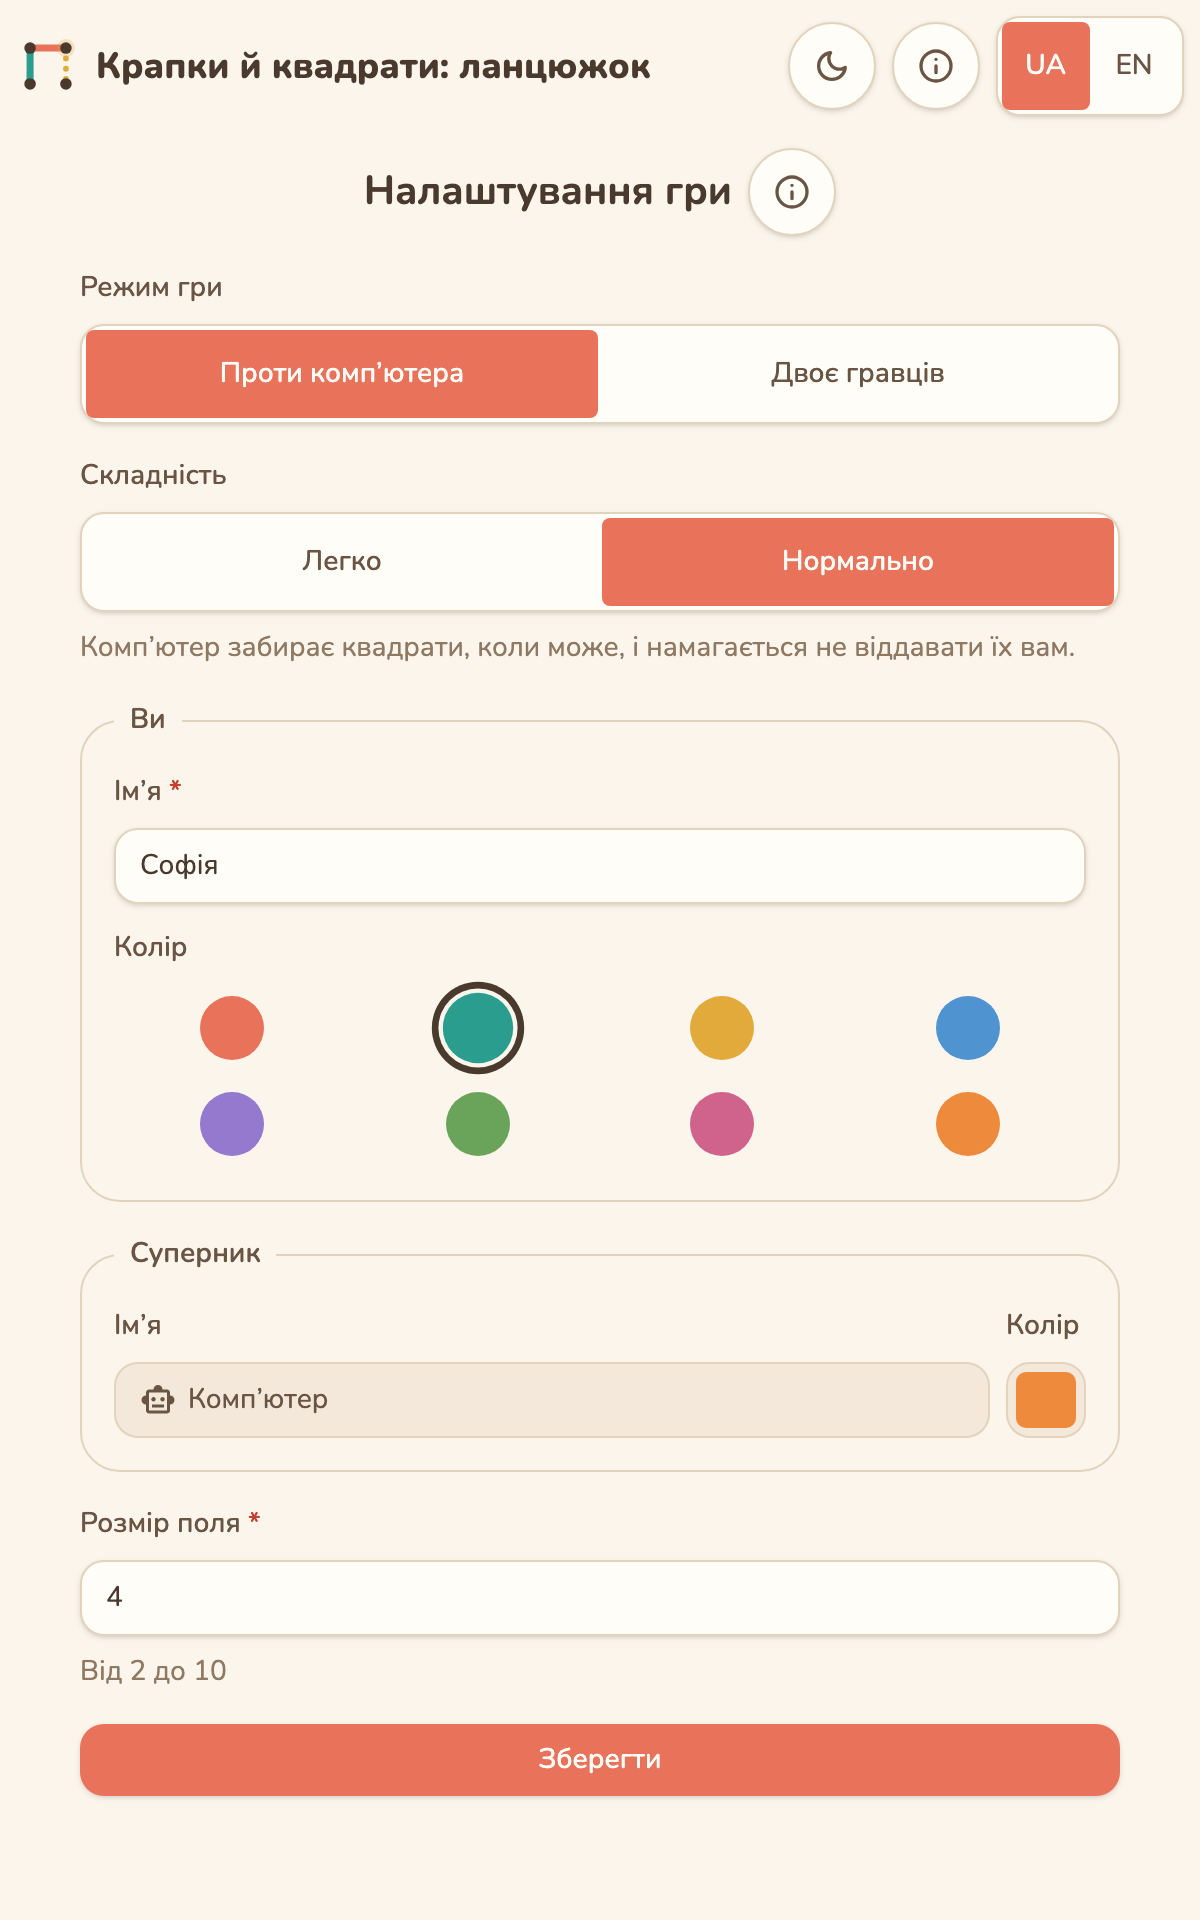 Крапки й квадрати: ланцюжок
UA EN
Налаштування гри
Режим гри
Проти комп’ютера Двоє гравців
Складність
Легко Нормально
Комп’ютер забирає квадрати, коли може, і намагається не віддавати їх вам.
Ви
Ім’я *
Софія
Колір
Суперник
Ім’я Колір
Комп’ютер
Розмір поля *
4
Від 2 до 10
Зберегти